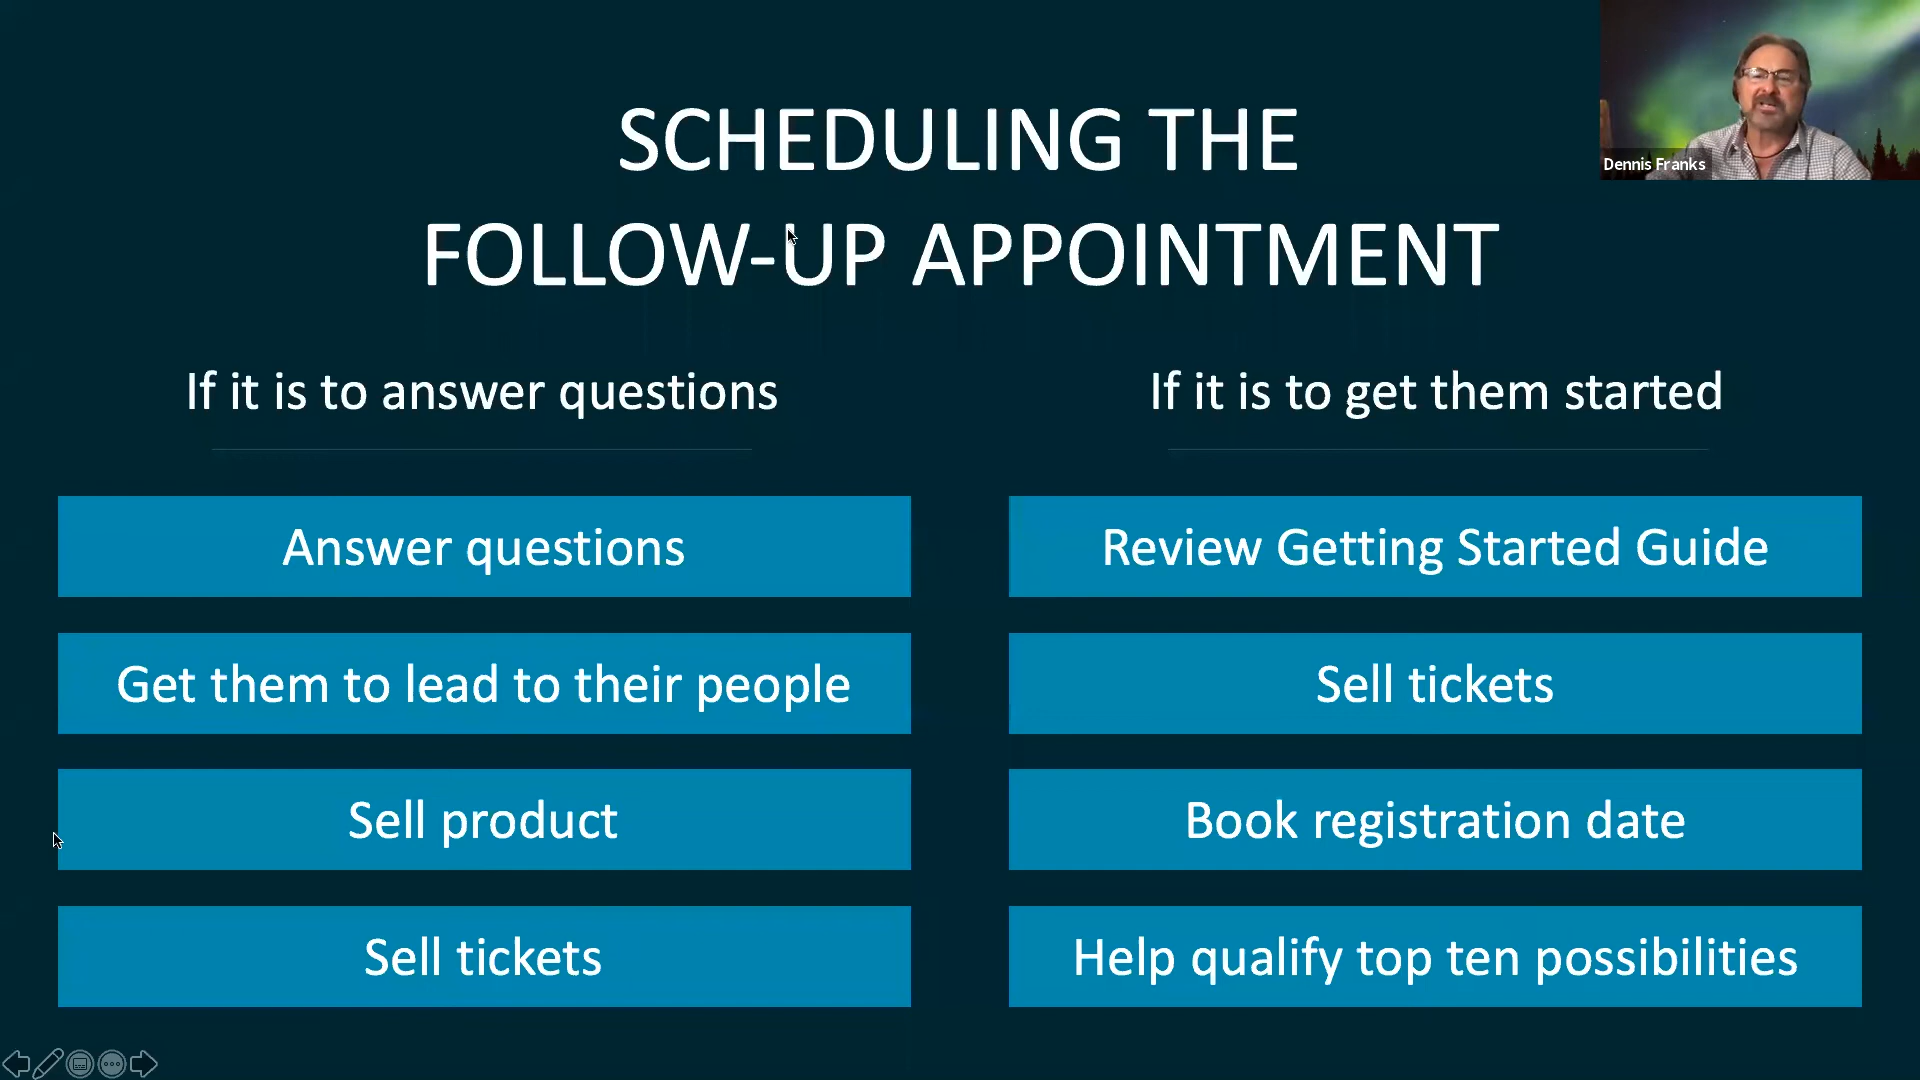 SCHEDULING THE
FOLLOW-UP APPOINTMENT
Dennis Franks
If it is to answer questions
Answer questions
Get them to lead to their people
Sell product
Sell tickets
If it is to get them started
Review Getting Started Guide
Sell tickets
Book registration date
Help qualify top ten possibilities